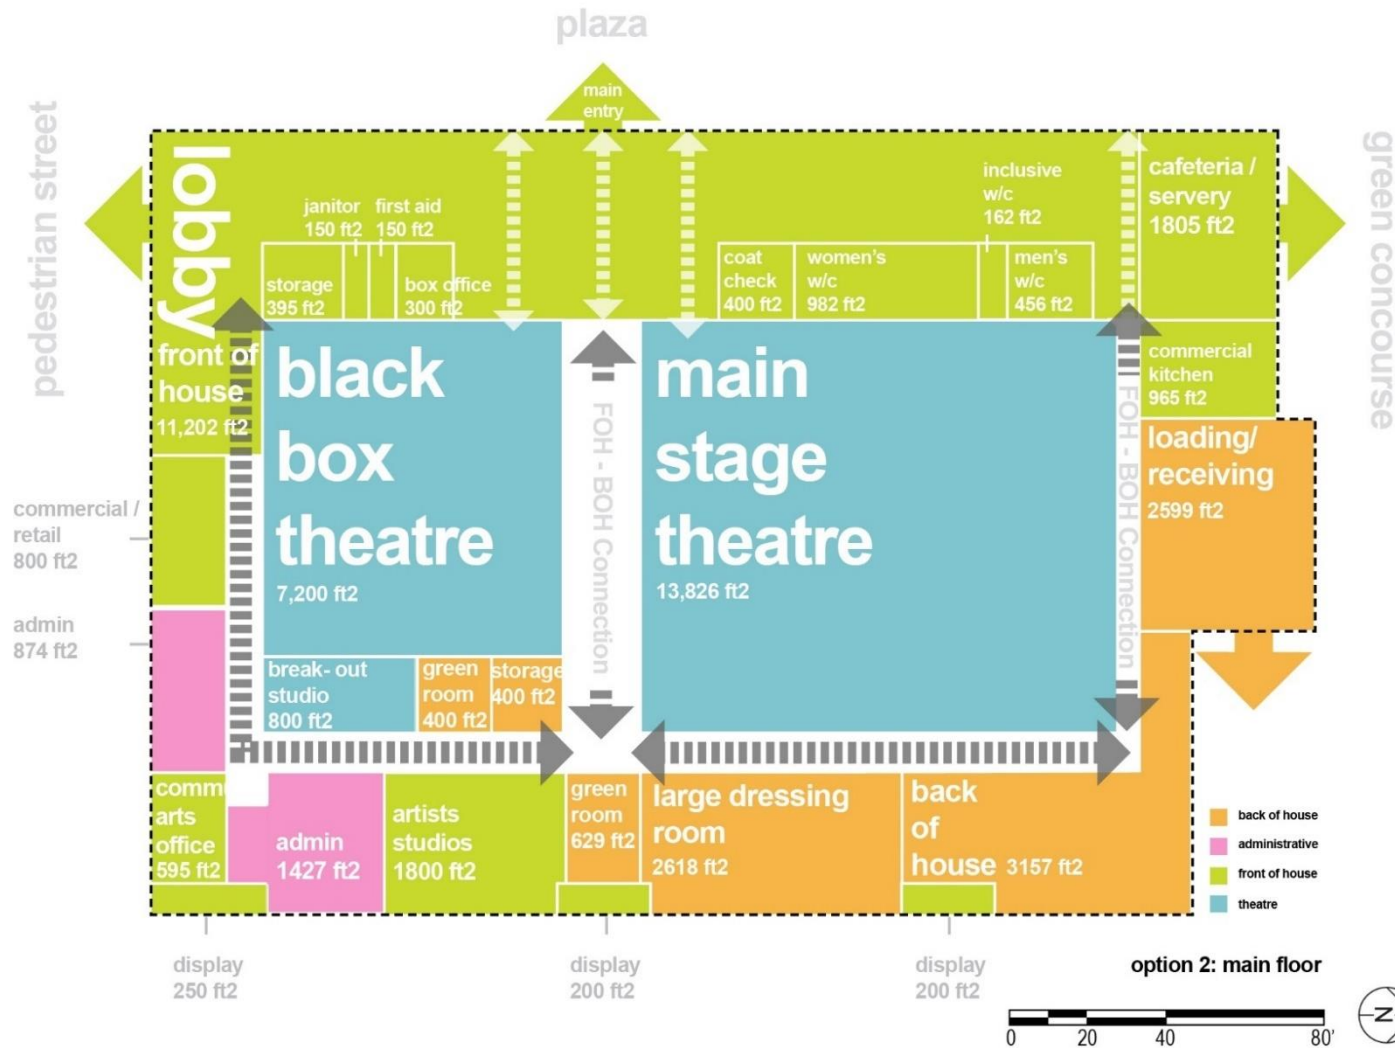 plaza
main
entry
pedestrian street
green concourse
lobby
front of
house
11,202 ft2
janitor
150 ft2
first aid
150 ft2
storage
395 ft2
box office
300 ft2
inclusive
w/c
162 ft2
coat
check
400 ft2
women's
w/c
982 ft2
men's
w/c
456 ft2
cafeteria /
servery
1805 ft2
commercial
kitchen
965 ft2
black
box
theatre
7,200 ft2
FOH - BOH Connection
main
stage
theatre
13,826 ft2
FOH - BOH Connection
loading/
receiving
2599 ft2
commercial /
retail
800 ft2
admin
874 ft2
break- out
studio
800 ft2
green
room
400 ft2
storage
400 ft2
arts
office
595 ft2
admin
1427 ft2
artists
studios
1800 ft2
green
room
629 ft2
large dressing
room
2618 ft2
back
of
house 3157 ft2
back of house
administrative
front of house
theatre
display
250 ft2
display
200 ft2
display
200 ft2
option 2: main floor
0 20 40 80'
N